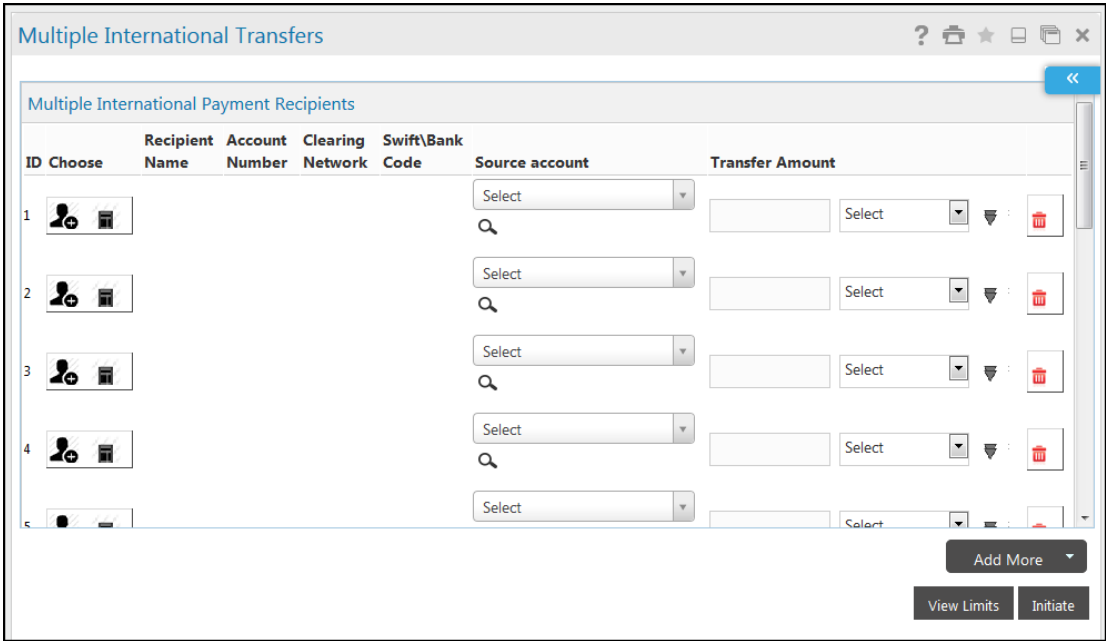 Multiple International Transfers
?
Multiple International Payment Recipients
ID Choose Recipient Name Account Number Clearing Network Swift\Bank Code Source account Transfer Amount
1 Select Select
2 Select Select
3 Select Select
4 Select Select
5 Select Select
Add More
View Limits Initiate